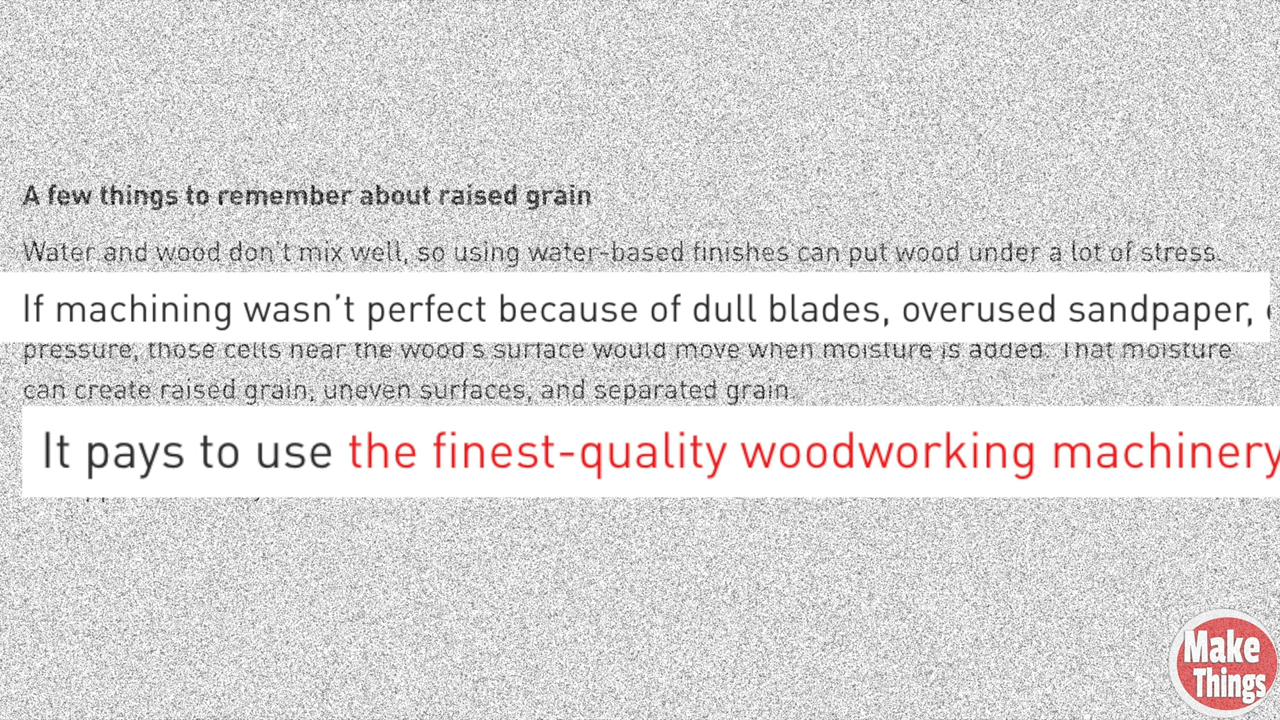 A few things to remember about raised grain
Water and wood don't mix well, so using water-based finishes can put wood under a lot of stress.
If machining wasn't perfect because of dull blades, overused sandpaper,
pressure, those cells near the wood's surface would move when moisture is added. That moisture
can create raised grain, uneven surfaces, and separated grain.
It pays to use the finest-quality woodworking machinery
Make
Things